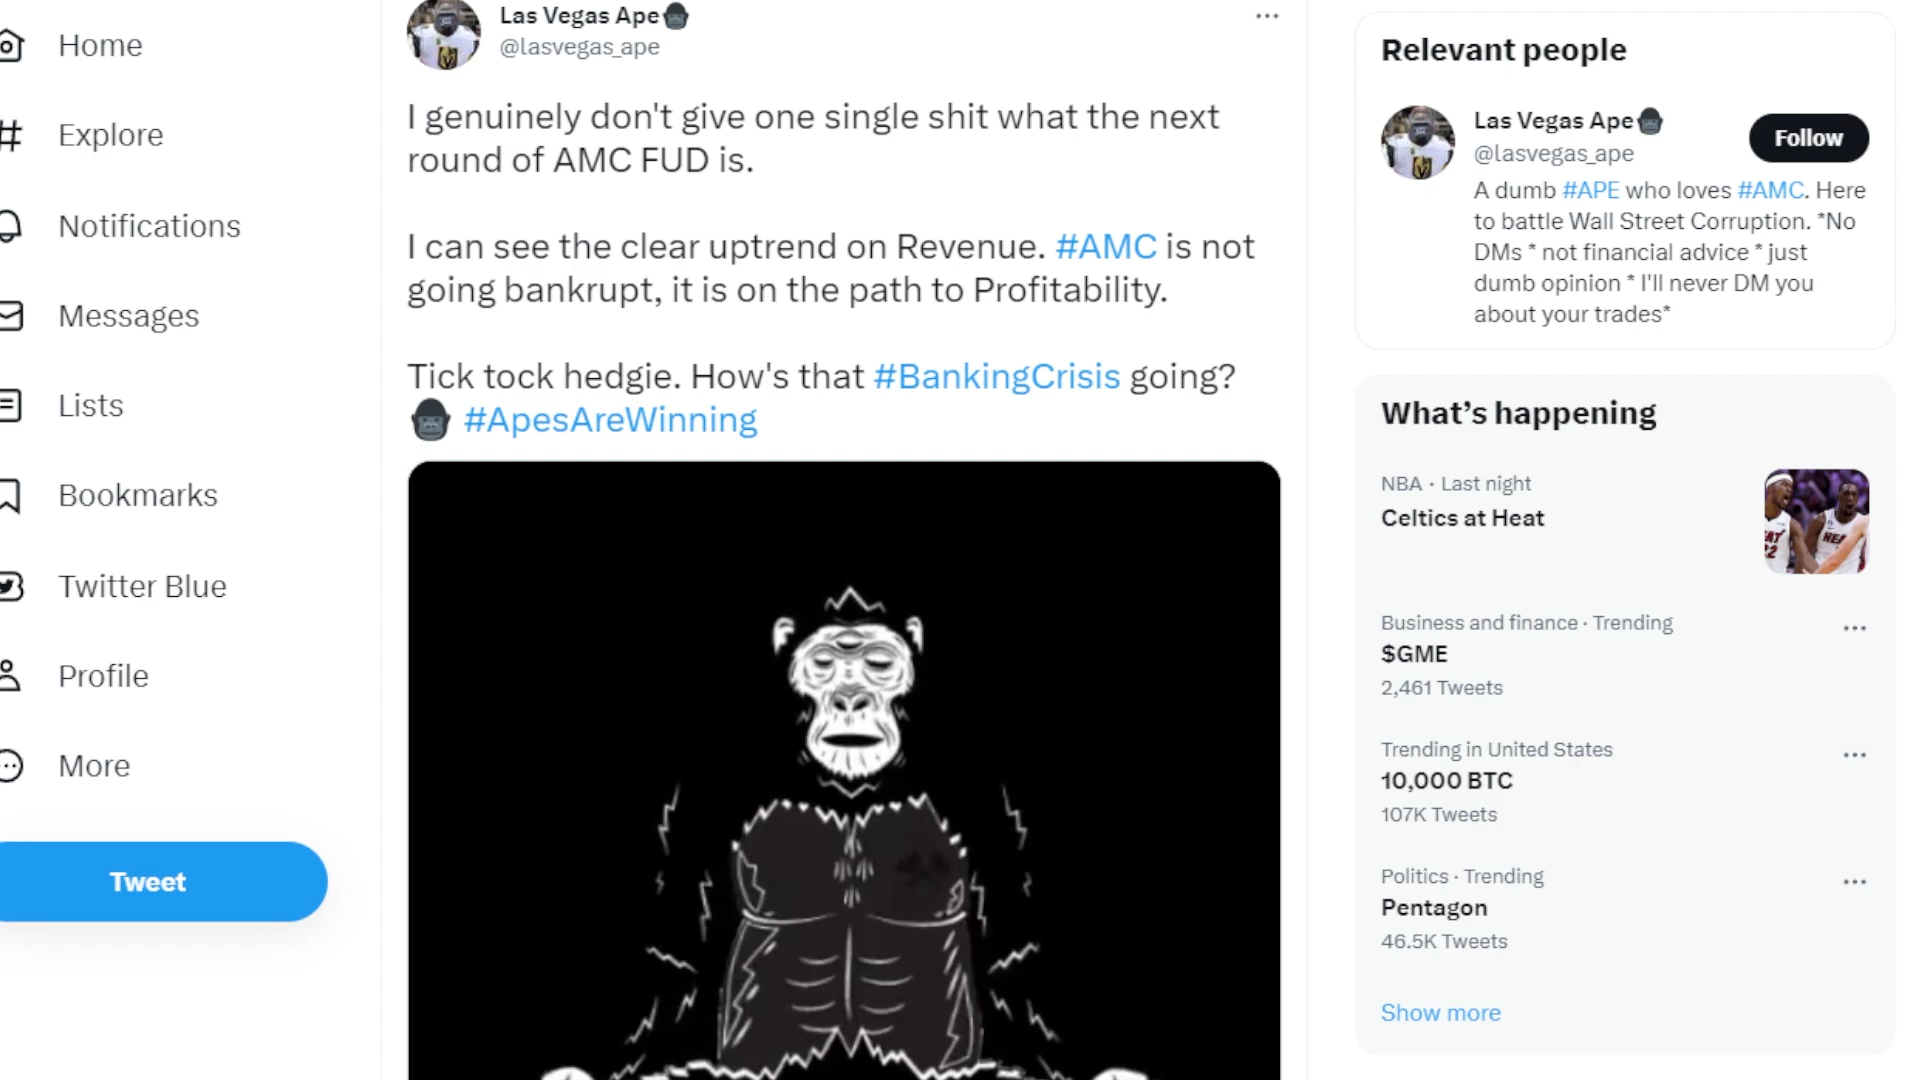 Home
Explore
Notifications
Messages
Lists
Bookmarks
Twitter Blue
Profile
More
Tweet
Las Vegas Ape🦍
@lasvegas_ape
I genuinely don't give one single shit what the next
round of AMC FUD is.
I can see the clear uptrend on Revenue. #AMC is not
going bankrupt, it is on the path to Profitability.
Tick tock hedgie. How's that #BankingCrisis going?
🦍 #ApesAreWinning
Relevant people
Las Vegas Ape🦍
@lasvegas_ape
Follow
A dumb #APE who loves #AMC. Here
to battle Wall Street Corruption. *No
DMs * not financial advice * just
dumb opinion * I'll never DM you
about your trades*
What's happening
NBA · Last night
Celtics at Heat
Business and finance · Trending
$GME
2,461 Tweets
Trending in United States
10,000 BTC
107K Tweets
Politics · Trending
Pentagon
46.5K Tweets
Show more